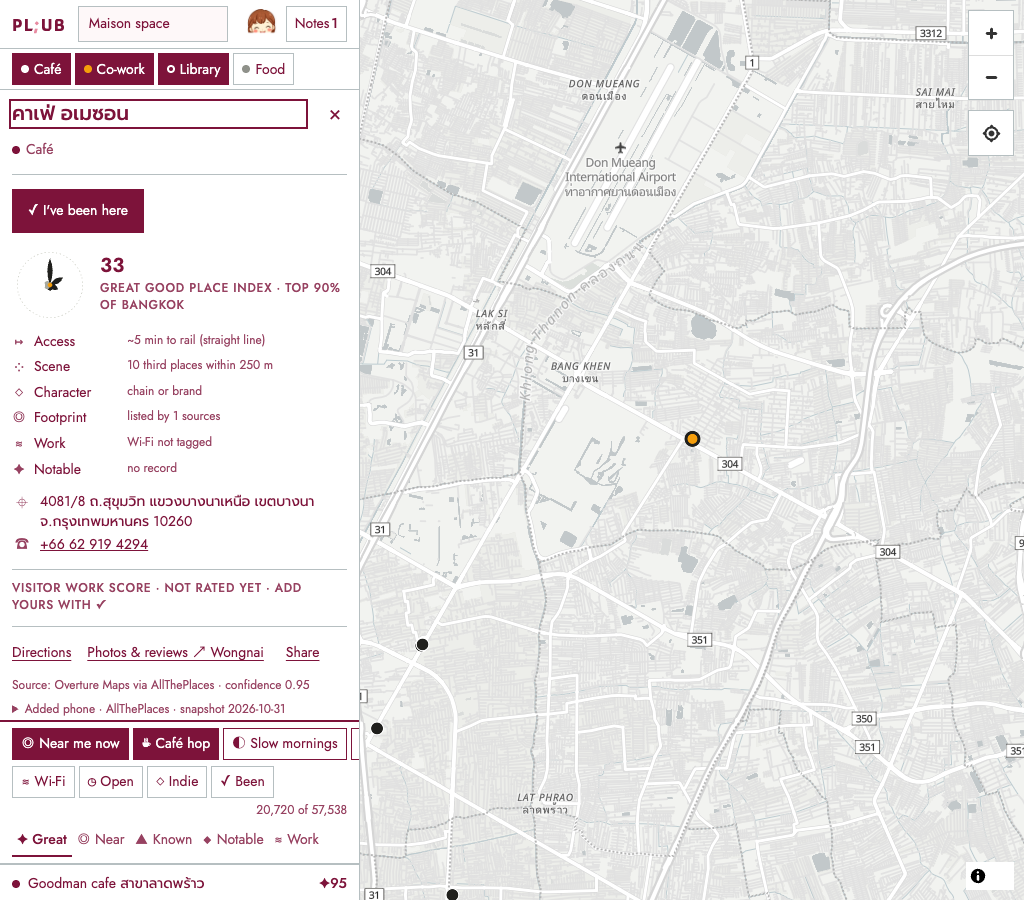 PL;UB
Maison space
Notes 1
Café
Co-work
Library
Food
คาเฟ่ อเมซอน
×
Café
✓ I've been here
33
GREAT GOOD PLACE INDEX · TOP 90%
OF BANGKOK
Access ~5 min to rail (straight line)
Scene 10 third places within 250 m
Character chain or brand
Footprint listed by 1 sources
Work Wi-Fi not tagged
Notable no record
4081/8 ถ.สุขุมวิท แขวงบางนาเหนือ เขตบางนา
จ.กรุงเทพมหานคร 10260
+66 62 919 4294
VISITOR WORK SCORE · NOT RATED YET · ADD
YOURS WITH ✓
Directions
Photos & reviews ↗ Wongnai
Share
Source: Overture Maps via AllThePlaces · confidence 0.95
▶ Added phone · AllThePlaces · snapshot 2026-10-31
Near me now
Café hop
Slow mornings
Wi-Fi
Open
Indie
✓ Been
20,720 of 57,538
Great
Near
Known
Notable
Work
Goodman cafe สาขาลาดพร้าว ✦95
3312
1
DON MUEANG
ดอนเมือง
SAI MAI
สายไหม
Don Mueang
International Airport
ท่าอากาศยานดอนเมือง
304
LAK SI
หลักสี่
31
Khlong Thanon คลองถนน
BANG KHEN
บางเขน
304
31
304
9
351
350
351
351
LAT PHRAO
ลาดพร้าว
31
+
−